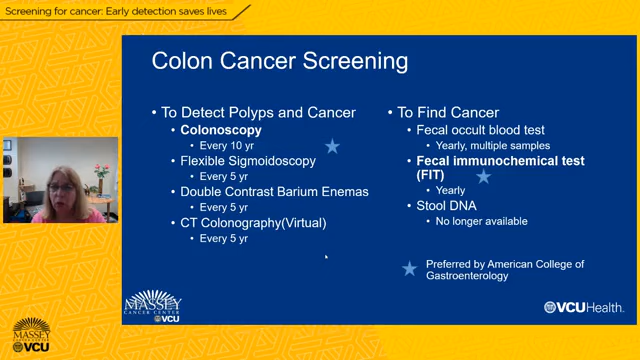 Screening for cancer: Early detection saves lives
Colon Cancer Screening
• To Detect Polyps and Cancer
• Colonoscopy
• Every 10 yr
• Flexible Sigmoidoscopy
• Every 5 yr
• Double Contrast Barium Enemas
• Every 5 yr
• CT Colonography(Virtual)
• Every 5 yr
• To Find Cancer
• Fecal occult blood test
• Yearly, multiple samples
• Fecal immunochemical test
(FIT)
• Yearly
• Stool DNA
• No longer available
Preferred by American College of
Gastroenterology
MASSEY
CANCER CENTER
VCU
VCUHealth.
MASSEY
CANCER CENTER
VCU